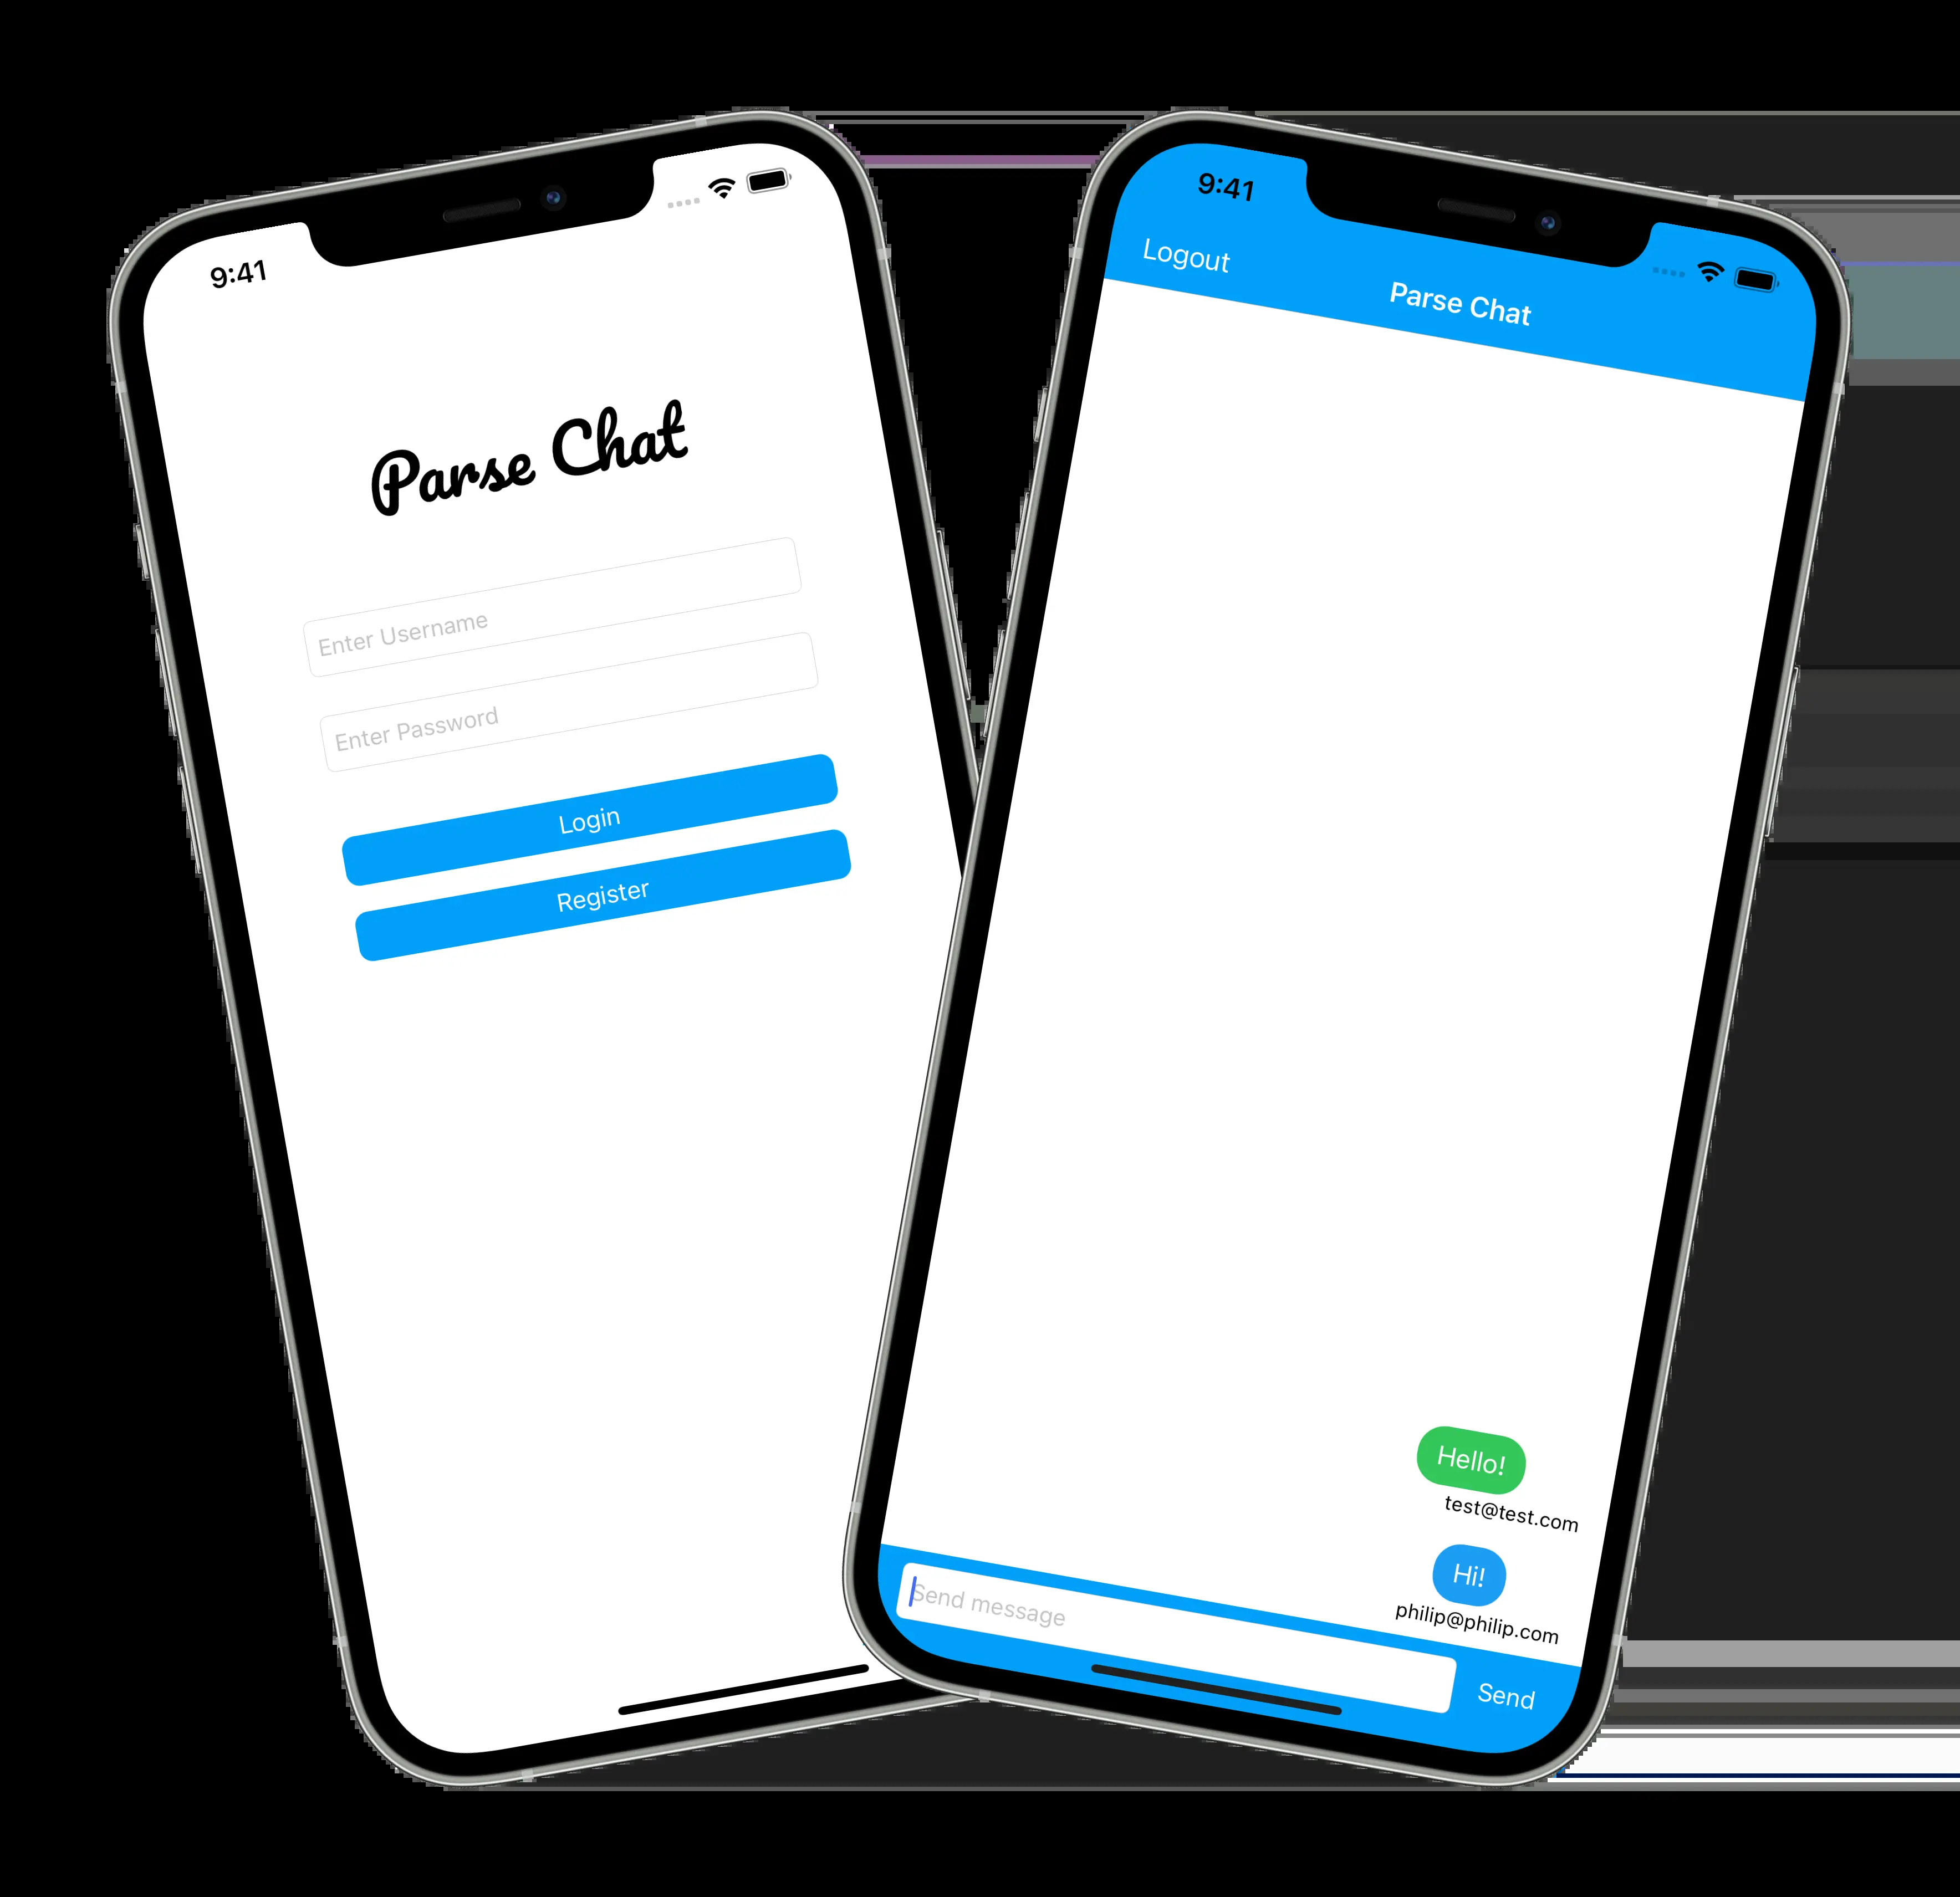 9:41
Parse Chat
Enter Username
Enter Password
Login
Register
9:41
Logout
Parse Chat
Hello!
test@test.com
Hi!
philip@philip.com
Send message
Send